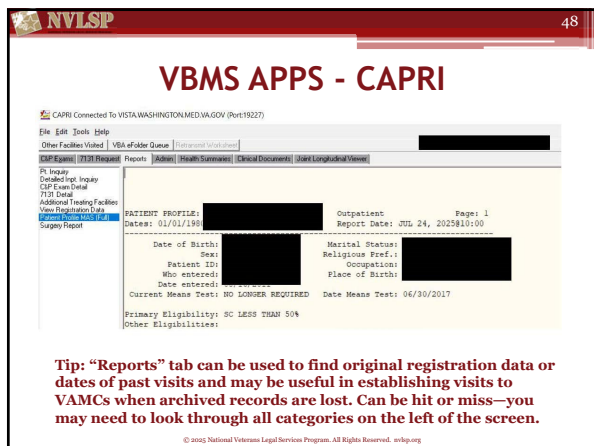 NVLSP
48
VBMS APPS - CAPRI
CAPRI Connected To VISTA.WASHINGTON.MED.VA.GOV (Port:19227)
File Edit Tools Help
Other Facilities Visited VBA eFolder Queue Retransmit Worksheet
C&P Exams 7131 Request Reports Admin Health Summaries Clinical Documents Joint Longitudinal Viewer
Pt. Inquiry
Detailed Inpt. Inquiry
C&P Exam Detail
7131 Detail
Additional Treating Facilities
View Registration Data
Patient Profile MAS (Full)
Surgery Report
PATIENT PROFILE: Outpatient Page: 1
Dates: 01/01/198 Report Date: JUL 24, 2025@10:00
Date of Birth: Marital Status:
Sex: Religious Pref.:
Patient ID: Occupation:
Who entered: Place of Birth:
Date entered:
Current Means Test: NO LONGER REQUIRED Date Means Test: 06/30/2017
Primary Eligibility: SC LESS THAN 50%
Other Eligibilities:
Tip: “Reports” tab can be used to find original registration data or
dates of past visits and may be useful in establishing visits to
VAMCs when archived records are lost. Can be hit or miss—you
may need to look through all categories on the left of the screen.
© 2025 National Veterans Legal Services Program. All Rights Reserved. nvlsp.org